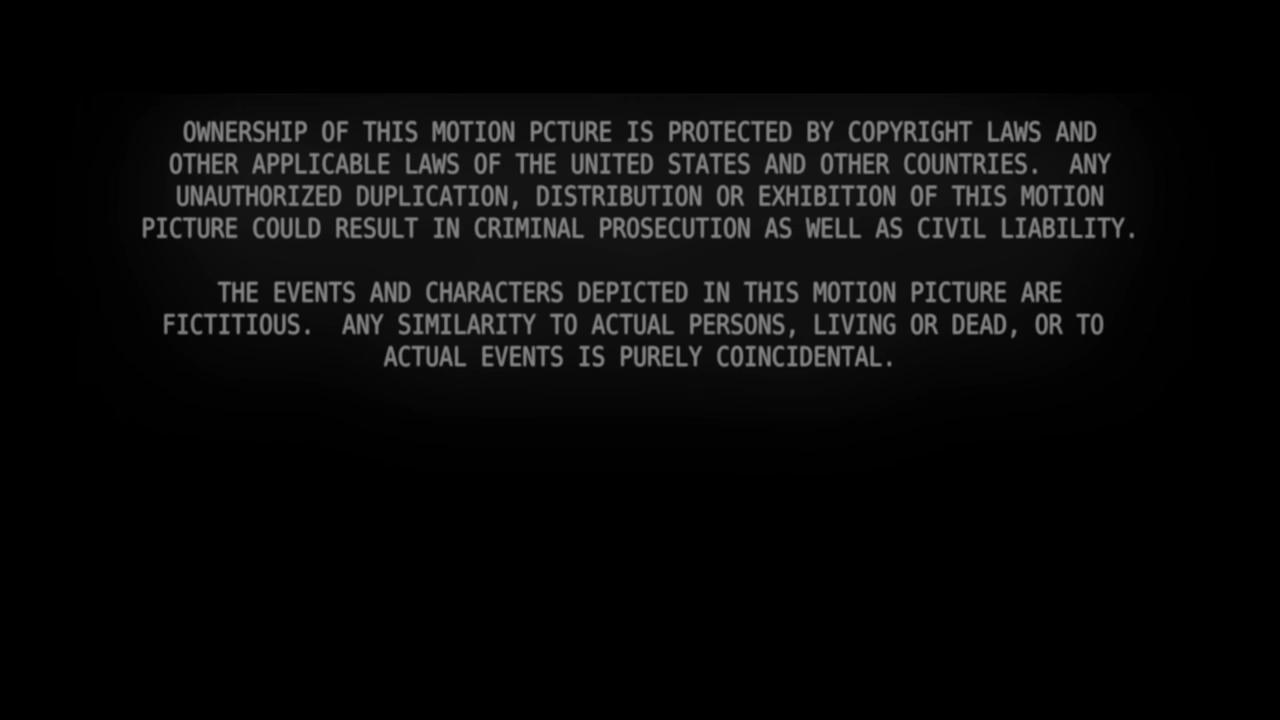 OWNERSHIP OF THIS MOTION PCTURE IS PROTECTED BY COPYRIGHT LAWS AND
OTHER APPLICABLE LAWS OF THE UNITED STATES AND OTHER COUNTRIES.  ANY
UNAUTHORIZED DUPLICATION, DISTRIBUTION OR EXHIBITION OF THIS MOTION
PICTURE COULD RESULT IN CRIMINAL PROSECUTION AS WELL AS CIVIL LIABILITY.
THE EVENTS AND CHARACTERS DEPICTED IN THIS MOTION PICTURE ARE
FICTITIOUS.  ANY SIMILARITY TO ACTUAL PERSONS, LIVING OR DEAD, OR TO
ACTUAL EVENTS IS PURELY COINCIDENTAL.